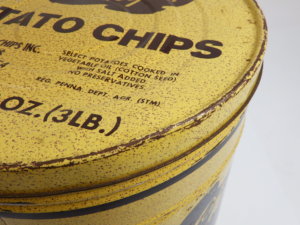 TATO CHIPS
CHIPS INC.
SELECT POTATOES, COOKED IN
VEGETABLE OIL (COTTON SEED)
WITH SALT ADDED.
NO PRESERVATIVES.
REG. PENNA. DEPT. AGR. (STM)
OZ.(3LB.)